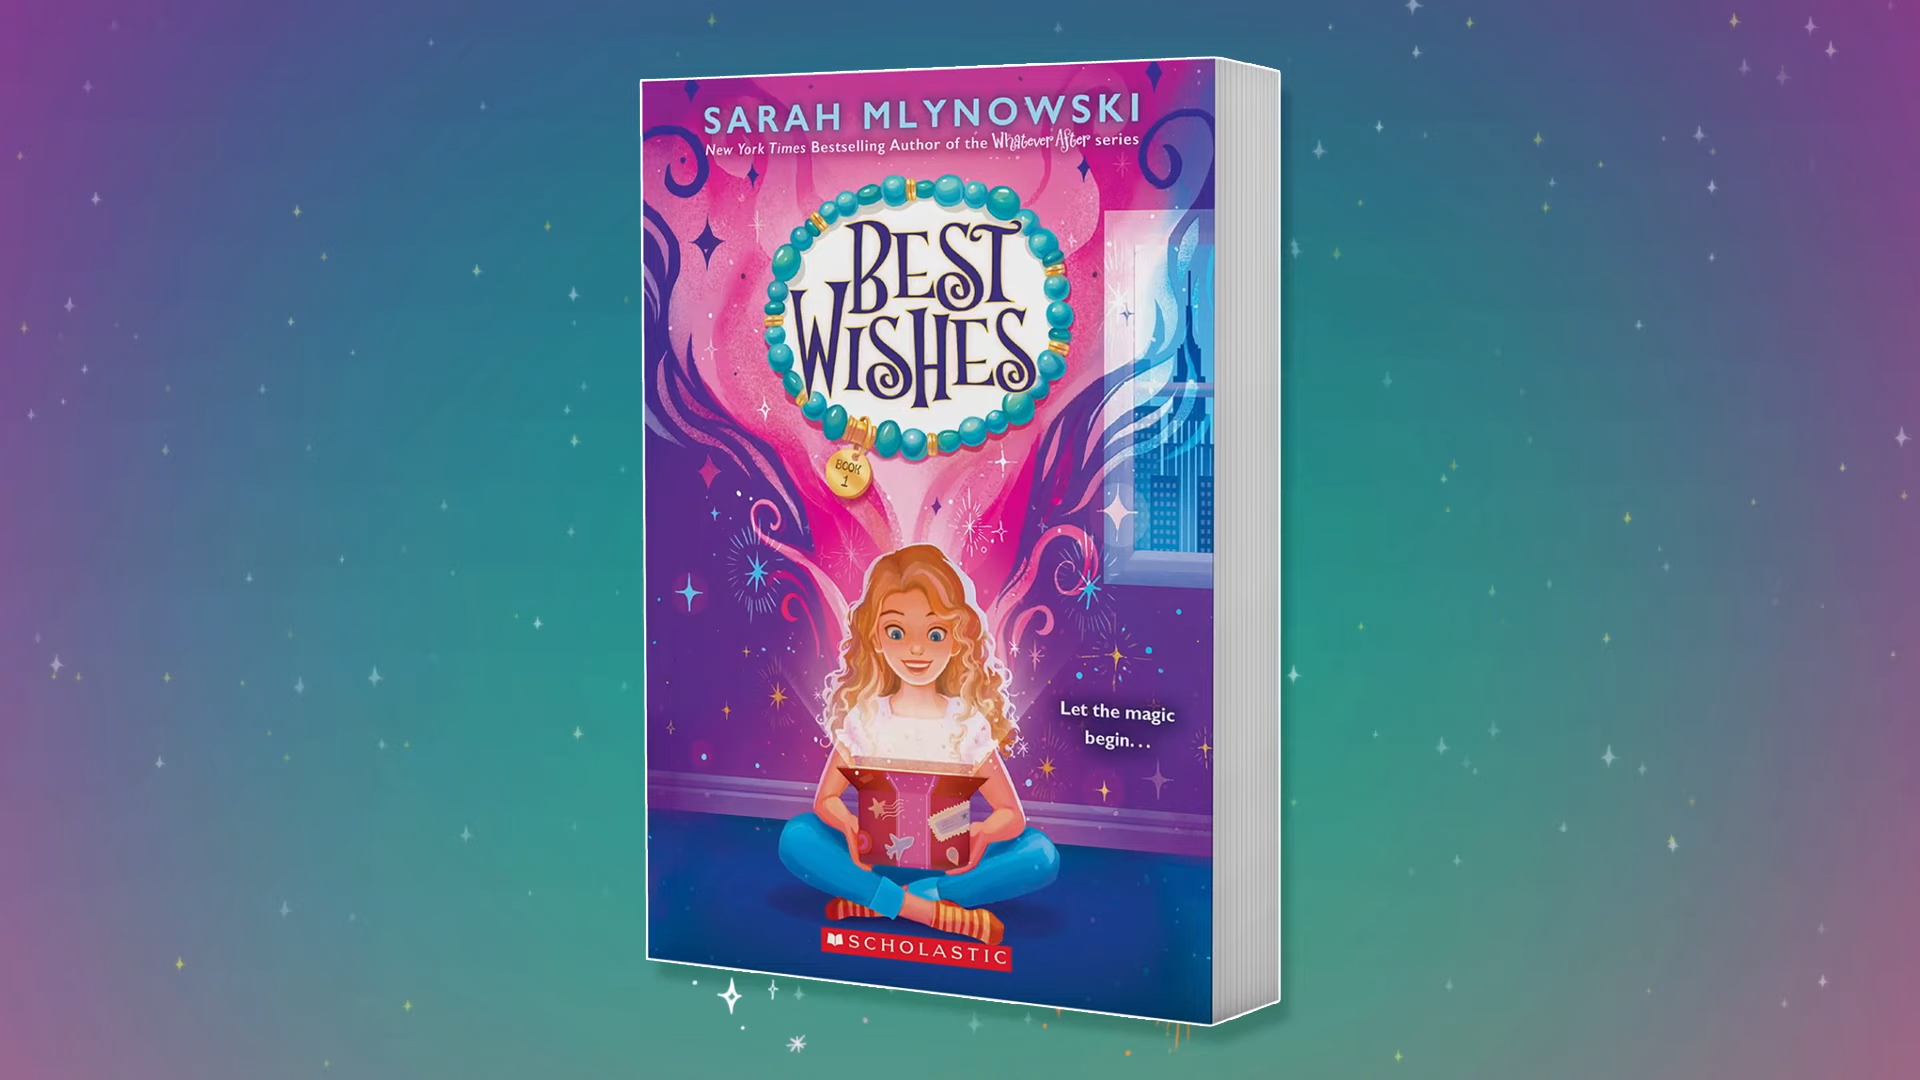 SARAH MLYNOWSKI
New York Times Bestselling Author of the Whatever After series
BEST
WISHES
BOOK
1
Let the magic
begin...
SCHOLASTIC